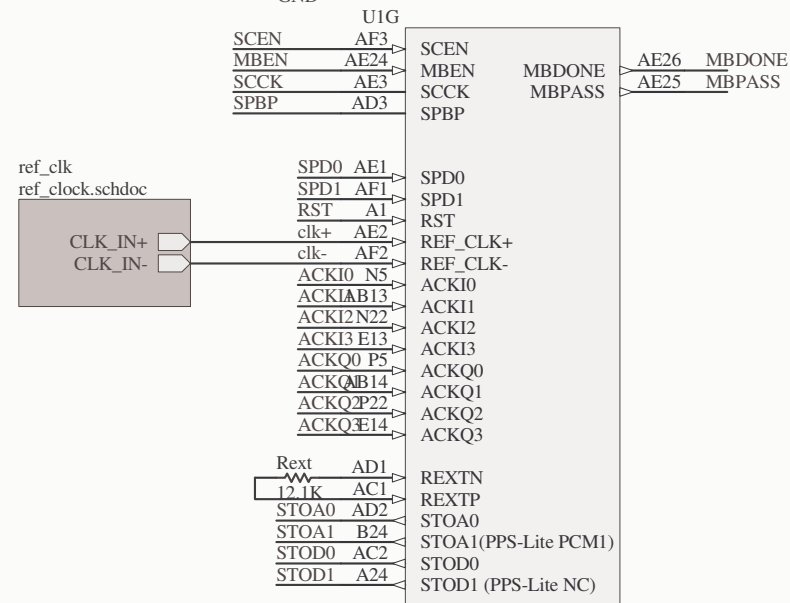 GND
U1G
SCEN AF3 SCEN
MBEN AE24 MBEN MBDONE AE26 MBDONE
SCCK AE3 SCCK MBPASS AE25 MBPASS
SPBP AD3 SPBP
ref_clk
ref_clock.schdoc
SPD0 AE1 SPD0
SPD1 AF1 SPD1
RST A1 RST
CLK_IN+ clk+ AE2 REF_CLK+
CLK_IN- clk- AF2 REF_CLK-
ACKI0 N5 ACKI0
ACKI1 AB13 ACKI1
ACKI2 N22 ACKI2
ACKI3 E13 ACKI3
ACKQ0 P5 ACKQ0
ACKQ1 AB14 ACKQ1
ACKQ2 P22 ACKQ2
ACKQ3 E14 ACKQ3
Rext AD1 REXTN
12.1K AC1 REXTP
STOA0 AD2 STOA0
STOA1 B24 STOA1(PPS-Lite PCM1)
STOD0 AC2 STOD0
STOD1 A24 STOD1 (PPS-Lite NC)